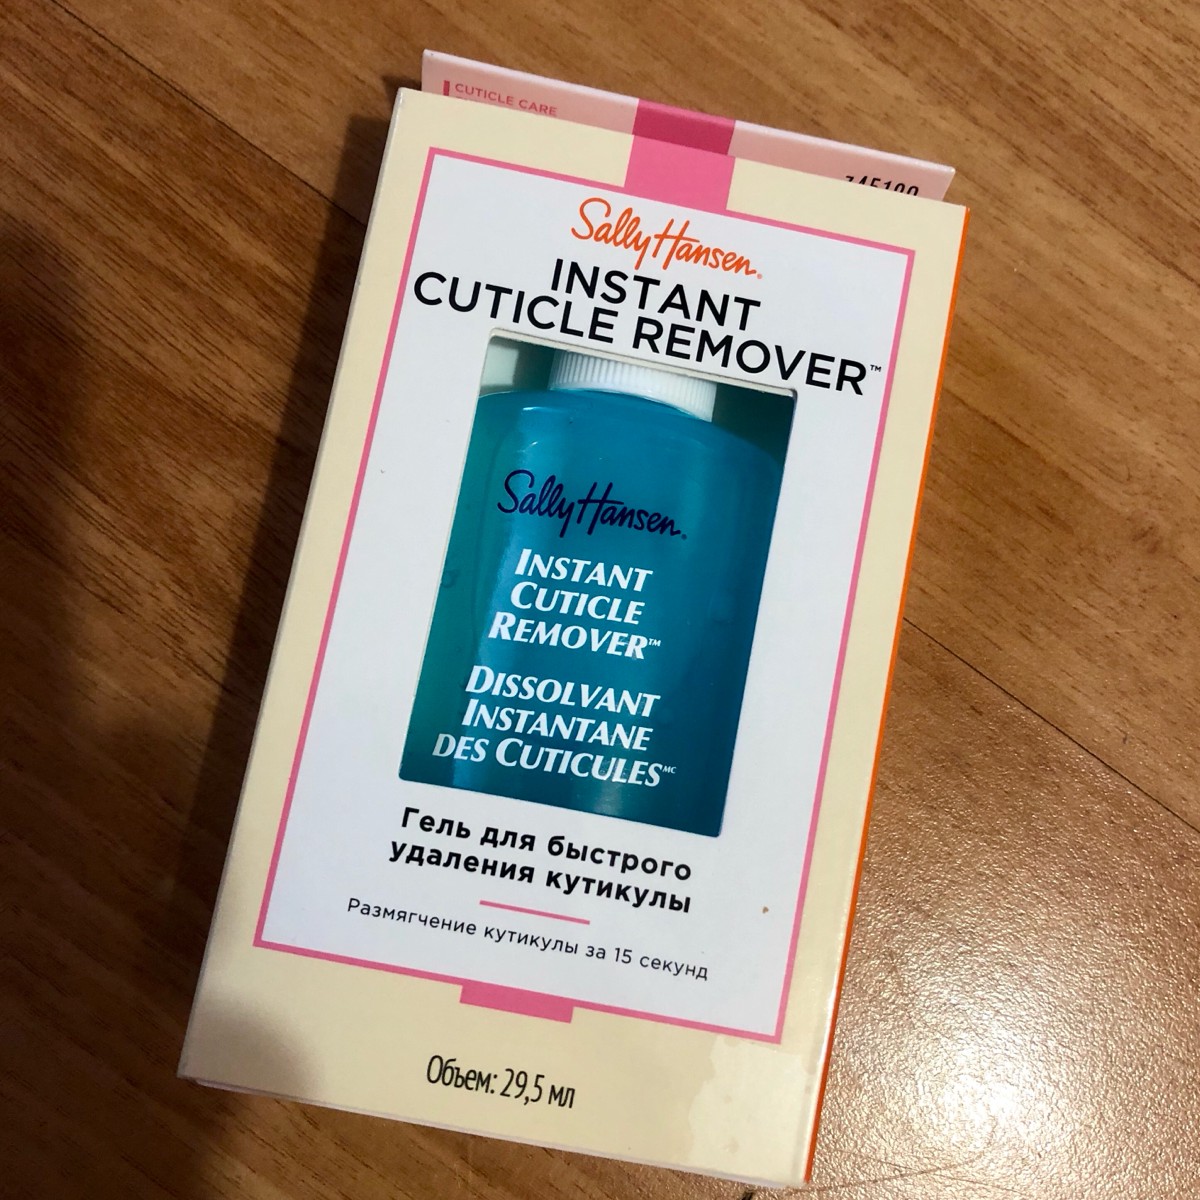 CUTICLE CARE
Sally Hansen®
INSTANT
CUTICLE REMOVER™
Sally Hansen®
INSTANT
CUTICLE
REMOVER™
DISSOLVANT
INSTANTANE
DES CUTICULES MC
Гель для быстрого
удаления кутикулы
Размягчение кутикулы за 15 секунд
Объем: 29,5 мл